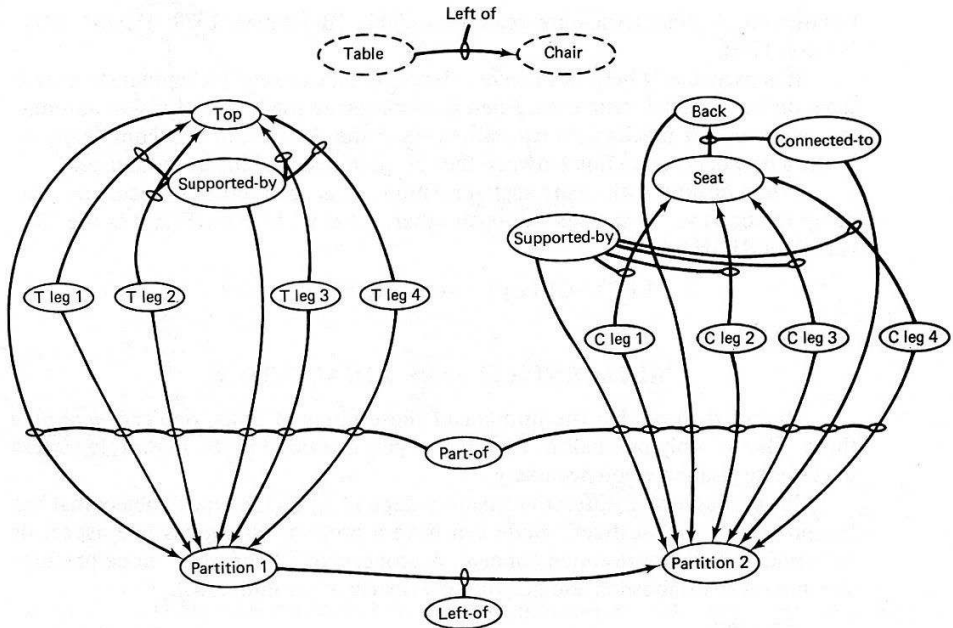 Left of
Table
Chair
Top
Back
Connected-to
Supported-by
Seat
Supported-by
T leg 1
T leg 2
T leg 3
T leg 4
C leg 1
C leg 2
C leg 3
C leg 4
Part-of
Partition 1
Partition 2
Left-of